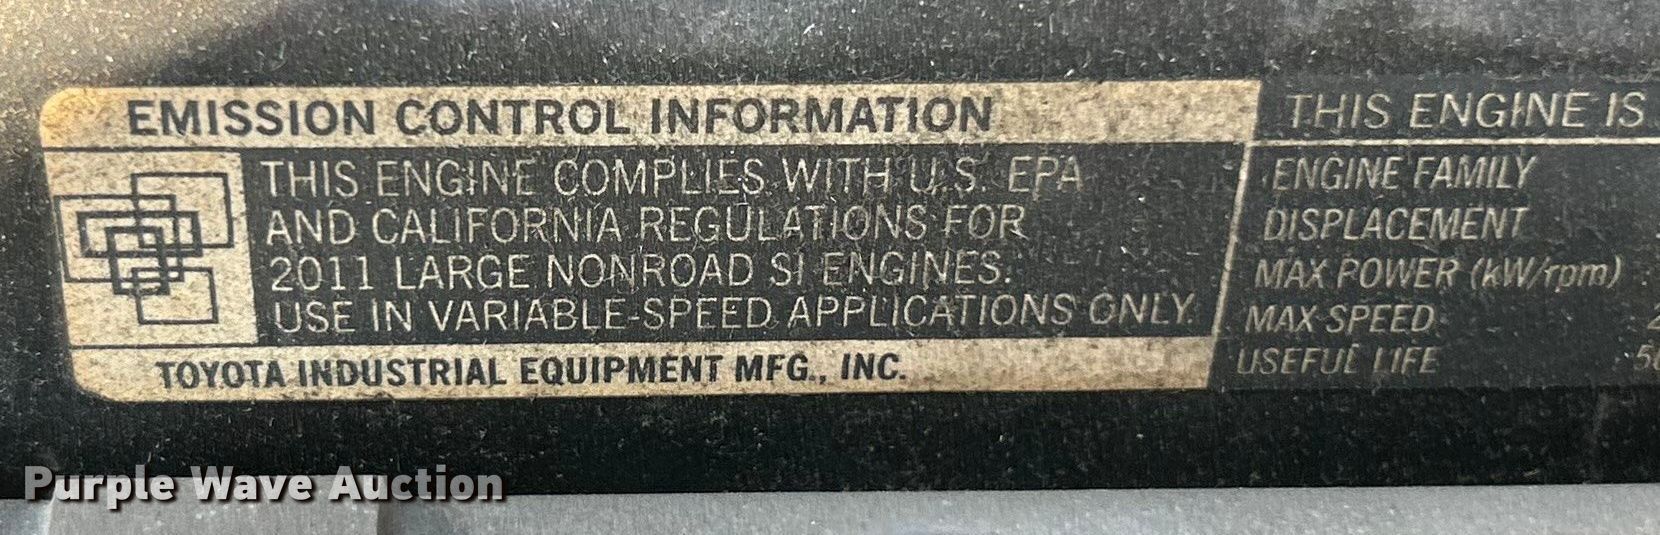 EMISSION CONTROL INFORMATION
THIS ENGINE COMPLIES WITH U.S. EPA
AND CALIFORNIA REGULATIONS FOR
2011 LARGE NONROAD SI ENGINES.
USE IN VARIABLE-SPEED APPLICATIONS ONLY.
TOYOTA INDUSTRIAL EQUIPMENT MFG., INC.
THIS ENGINE IS
ENGINE FAMILY
DISPLACEMENT
MAX POWER (kW/rpm)
MAX SPEED
USEFUL LIFE
Purple Wave Auction